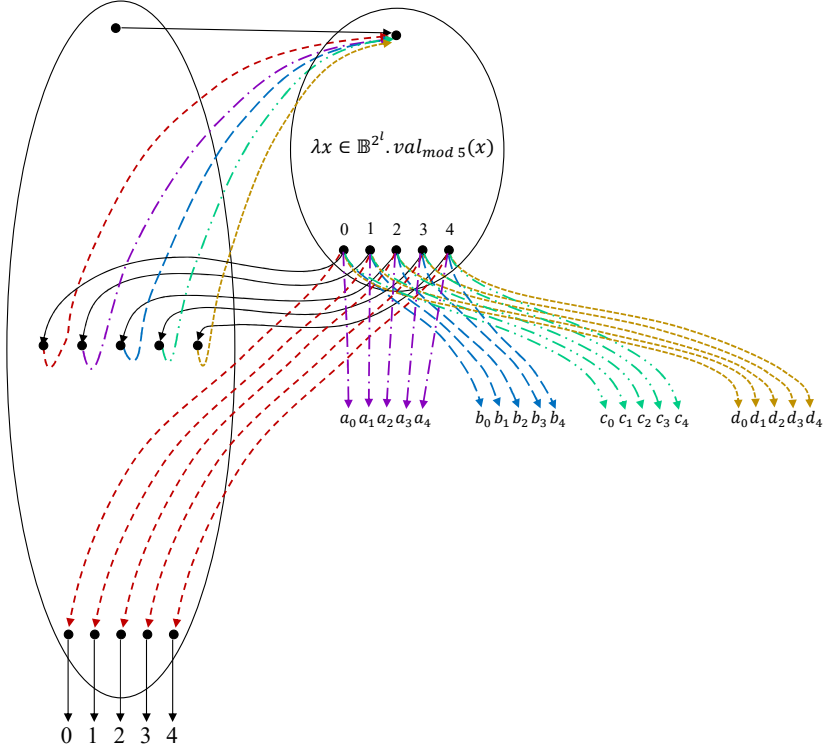 λx ∈ 𝔹^{2^l}. val_{mod 5}(x)
0 1 2 3 4
a_0 a_1 a_2 a_3 a_4 b_0 b_1 b_2 b_3 b_4 c_0 c_1 c_2 c_3 c_4 d_0 d_1 d_2 d_3 d_4
0 1 2 3 4